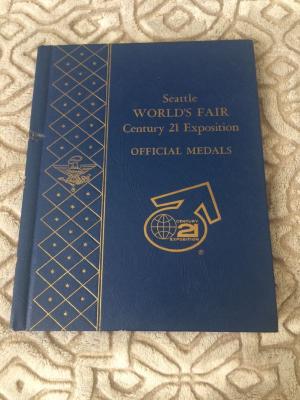 Seattle
WORLD'S FAIR
Century 21 Exposition
OFFICIAL MEDALS
CENTURY
21
EXPOSITION
®